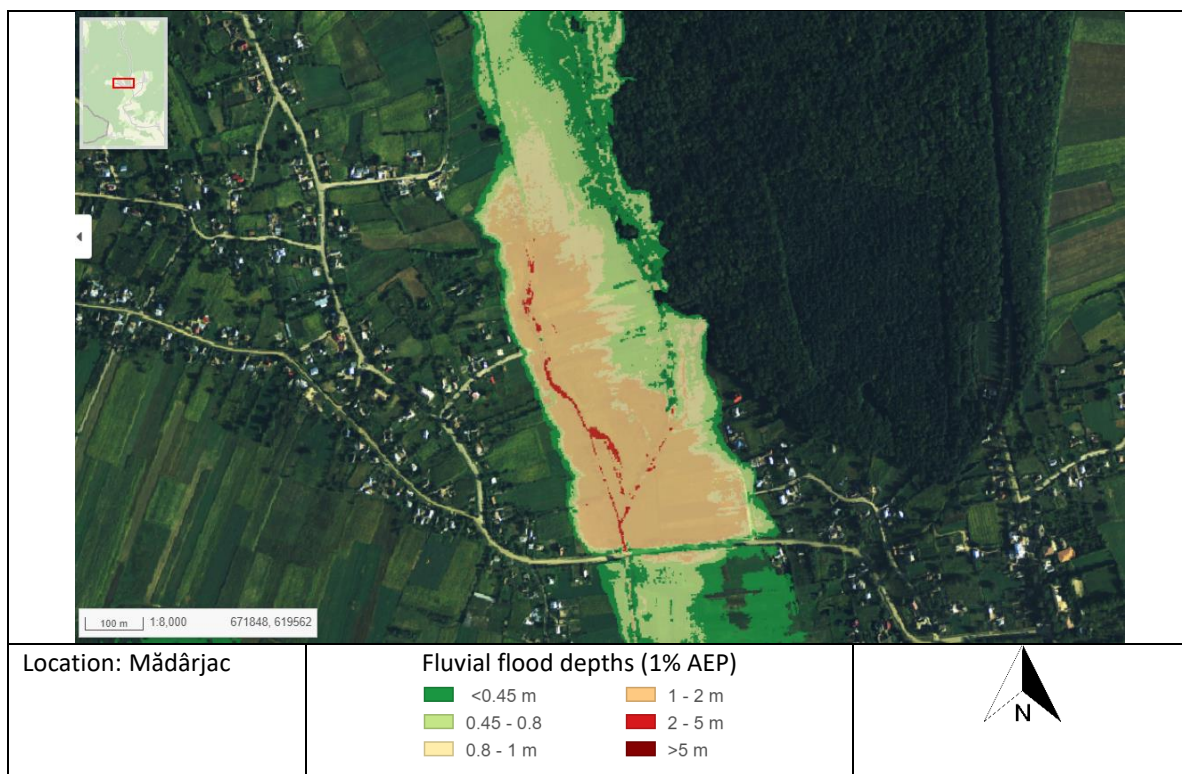 100 m 1:8,000 671848, 619562
Location: Mădârjac
Fluvial flood depths (1% AEP)
<0.45 m
1 - 2 m
0.45 - 0.8
2 - 5 m
0.8 - 1 m
>5 m
N